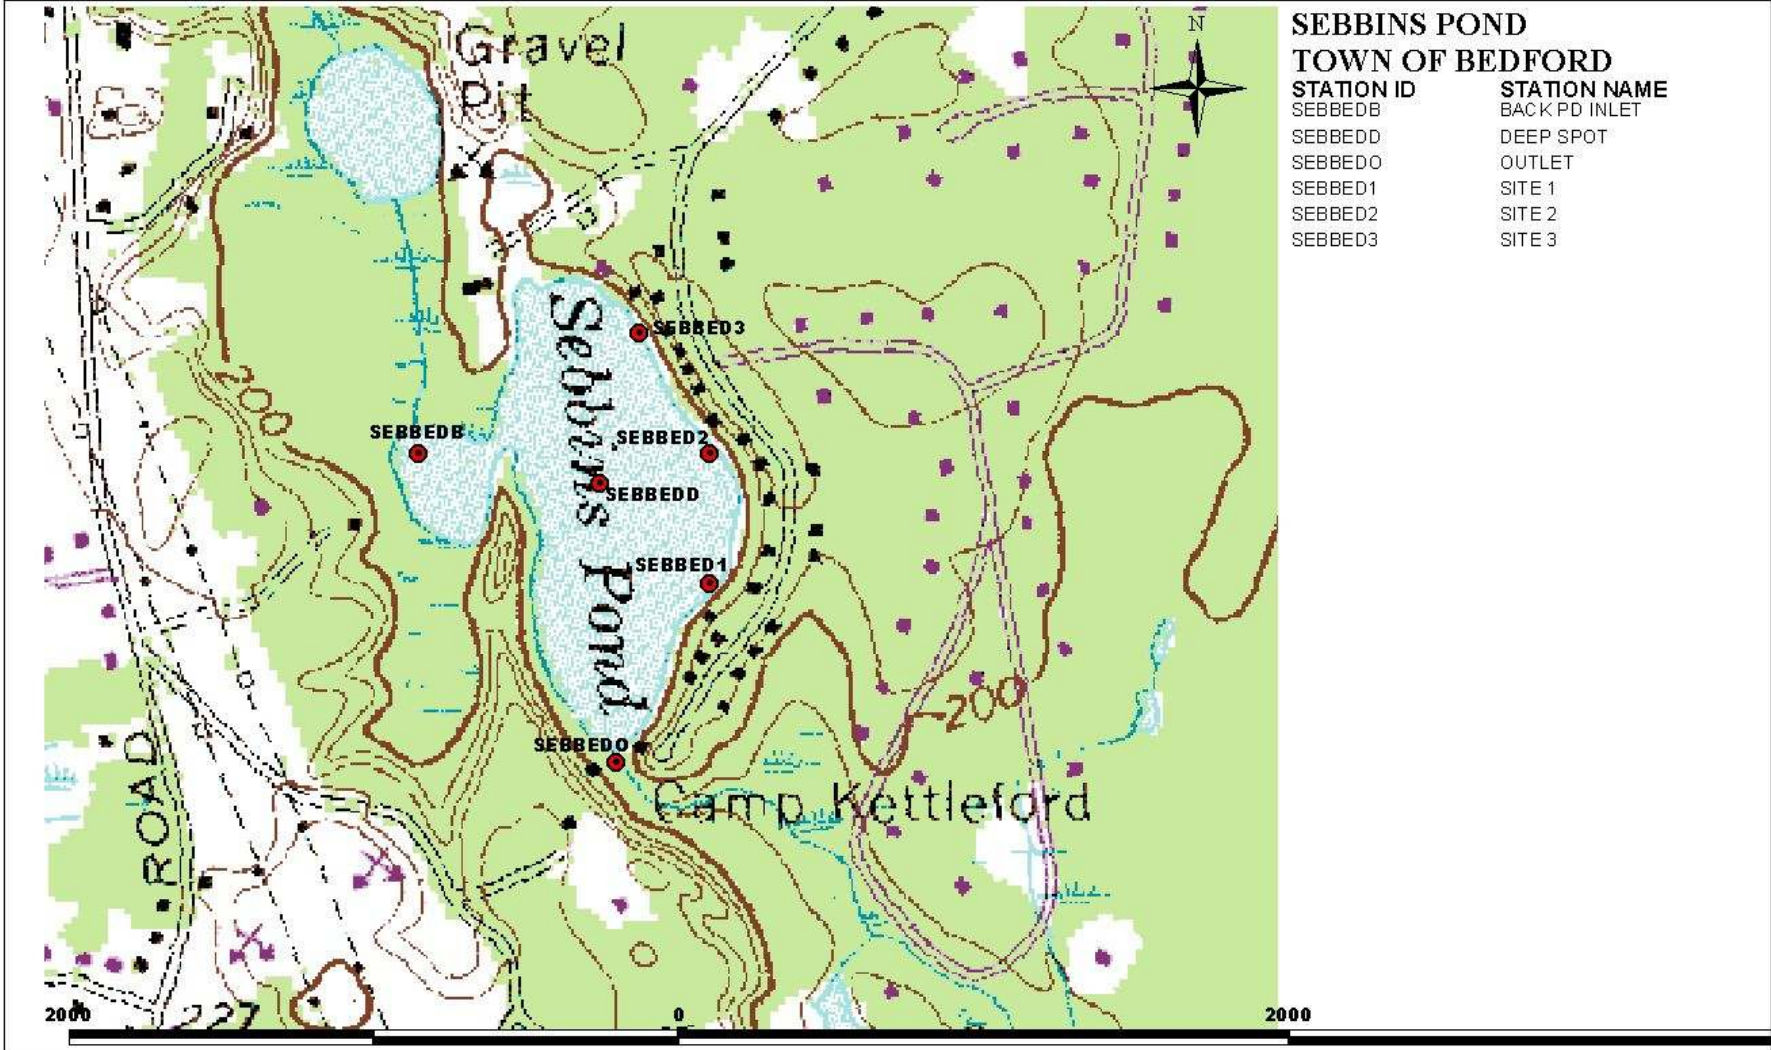 Gravel
Pit
N
SEBBINS POND
TOWN OF BEDFORD
STATION ID STATION NAME
SEBBEDB BACK PD INLET
SEBBEDD DEEP SPOT
SEBBEDO OUTLET
SEBBED1 SITE 1
SEBBED2 SITE 2
SEBBED3 SITE 3
SEBBED3
200
SEBBEDB
SEBBED2
SEBBEDD
SEBBED1
Sebbins Pond
200
SEBBEDO
Camp Kettleford
ROAD
227
2000 0 2000